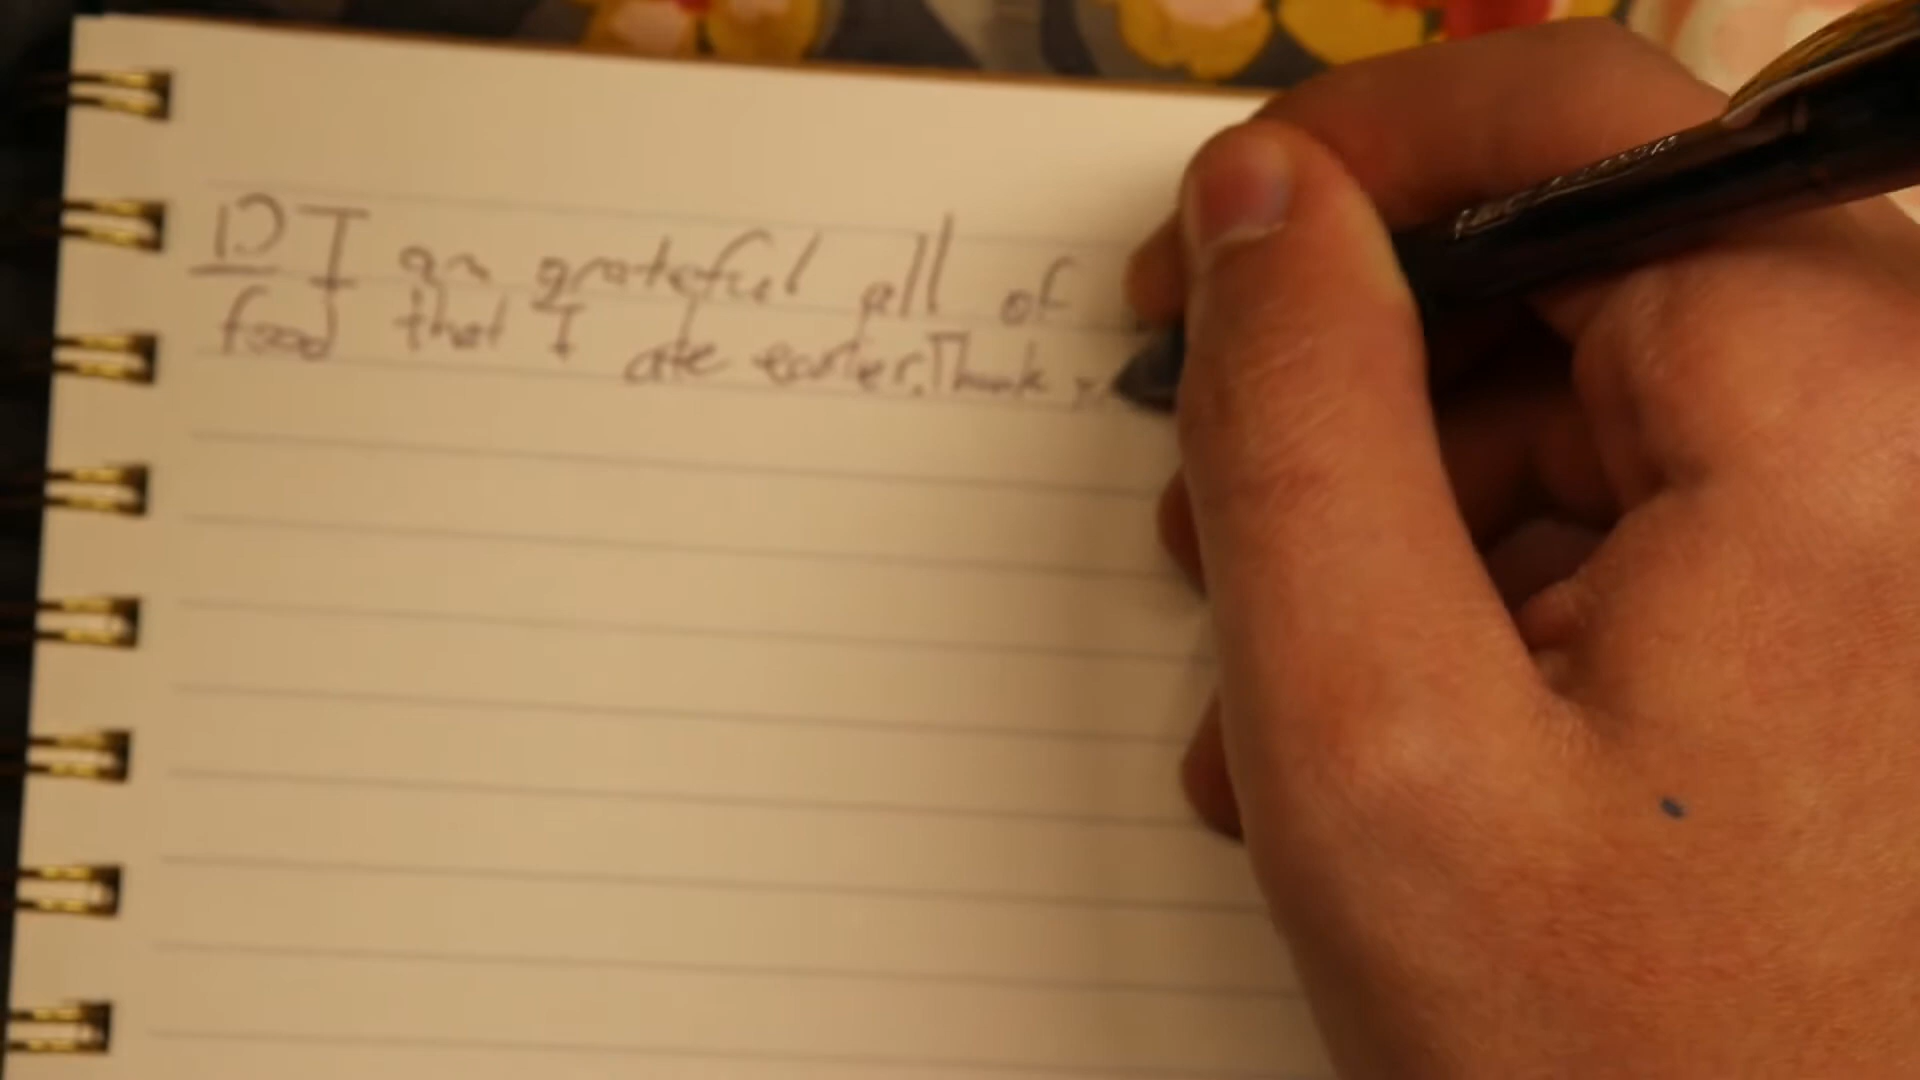 1) I am grateful all of
food that I ate earlier. Thank y